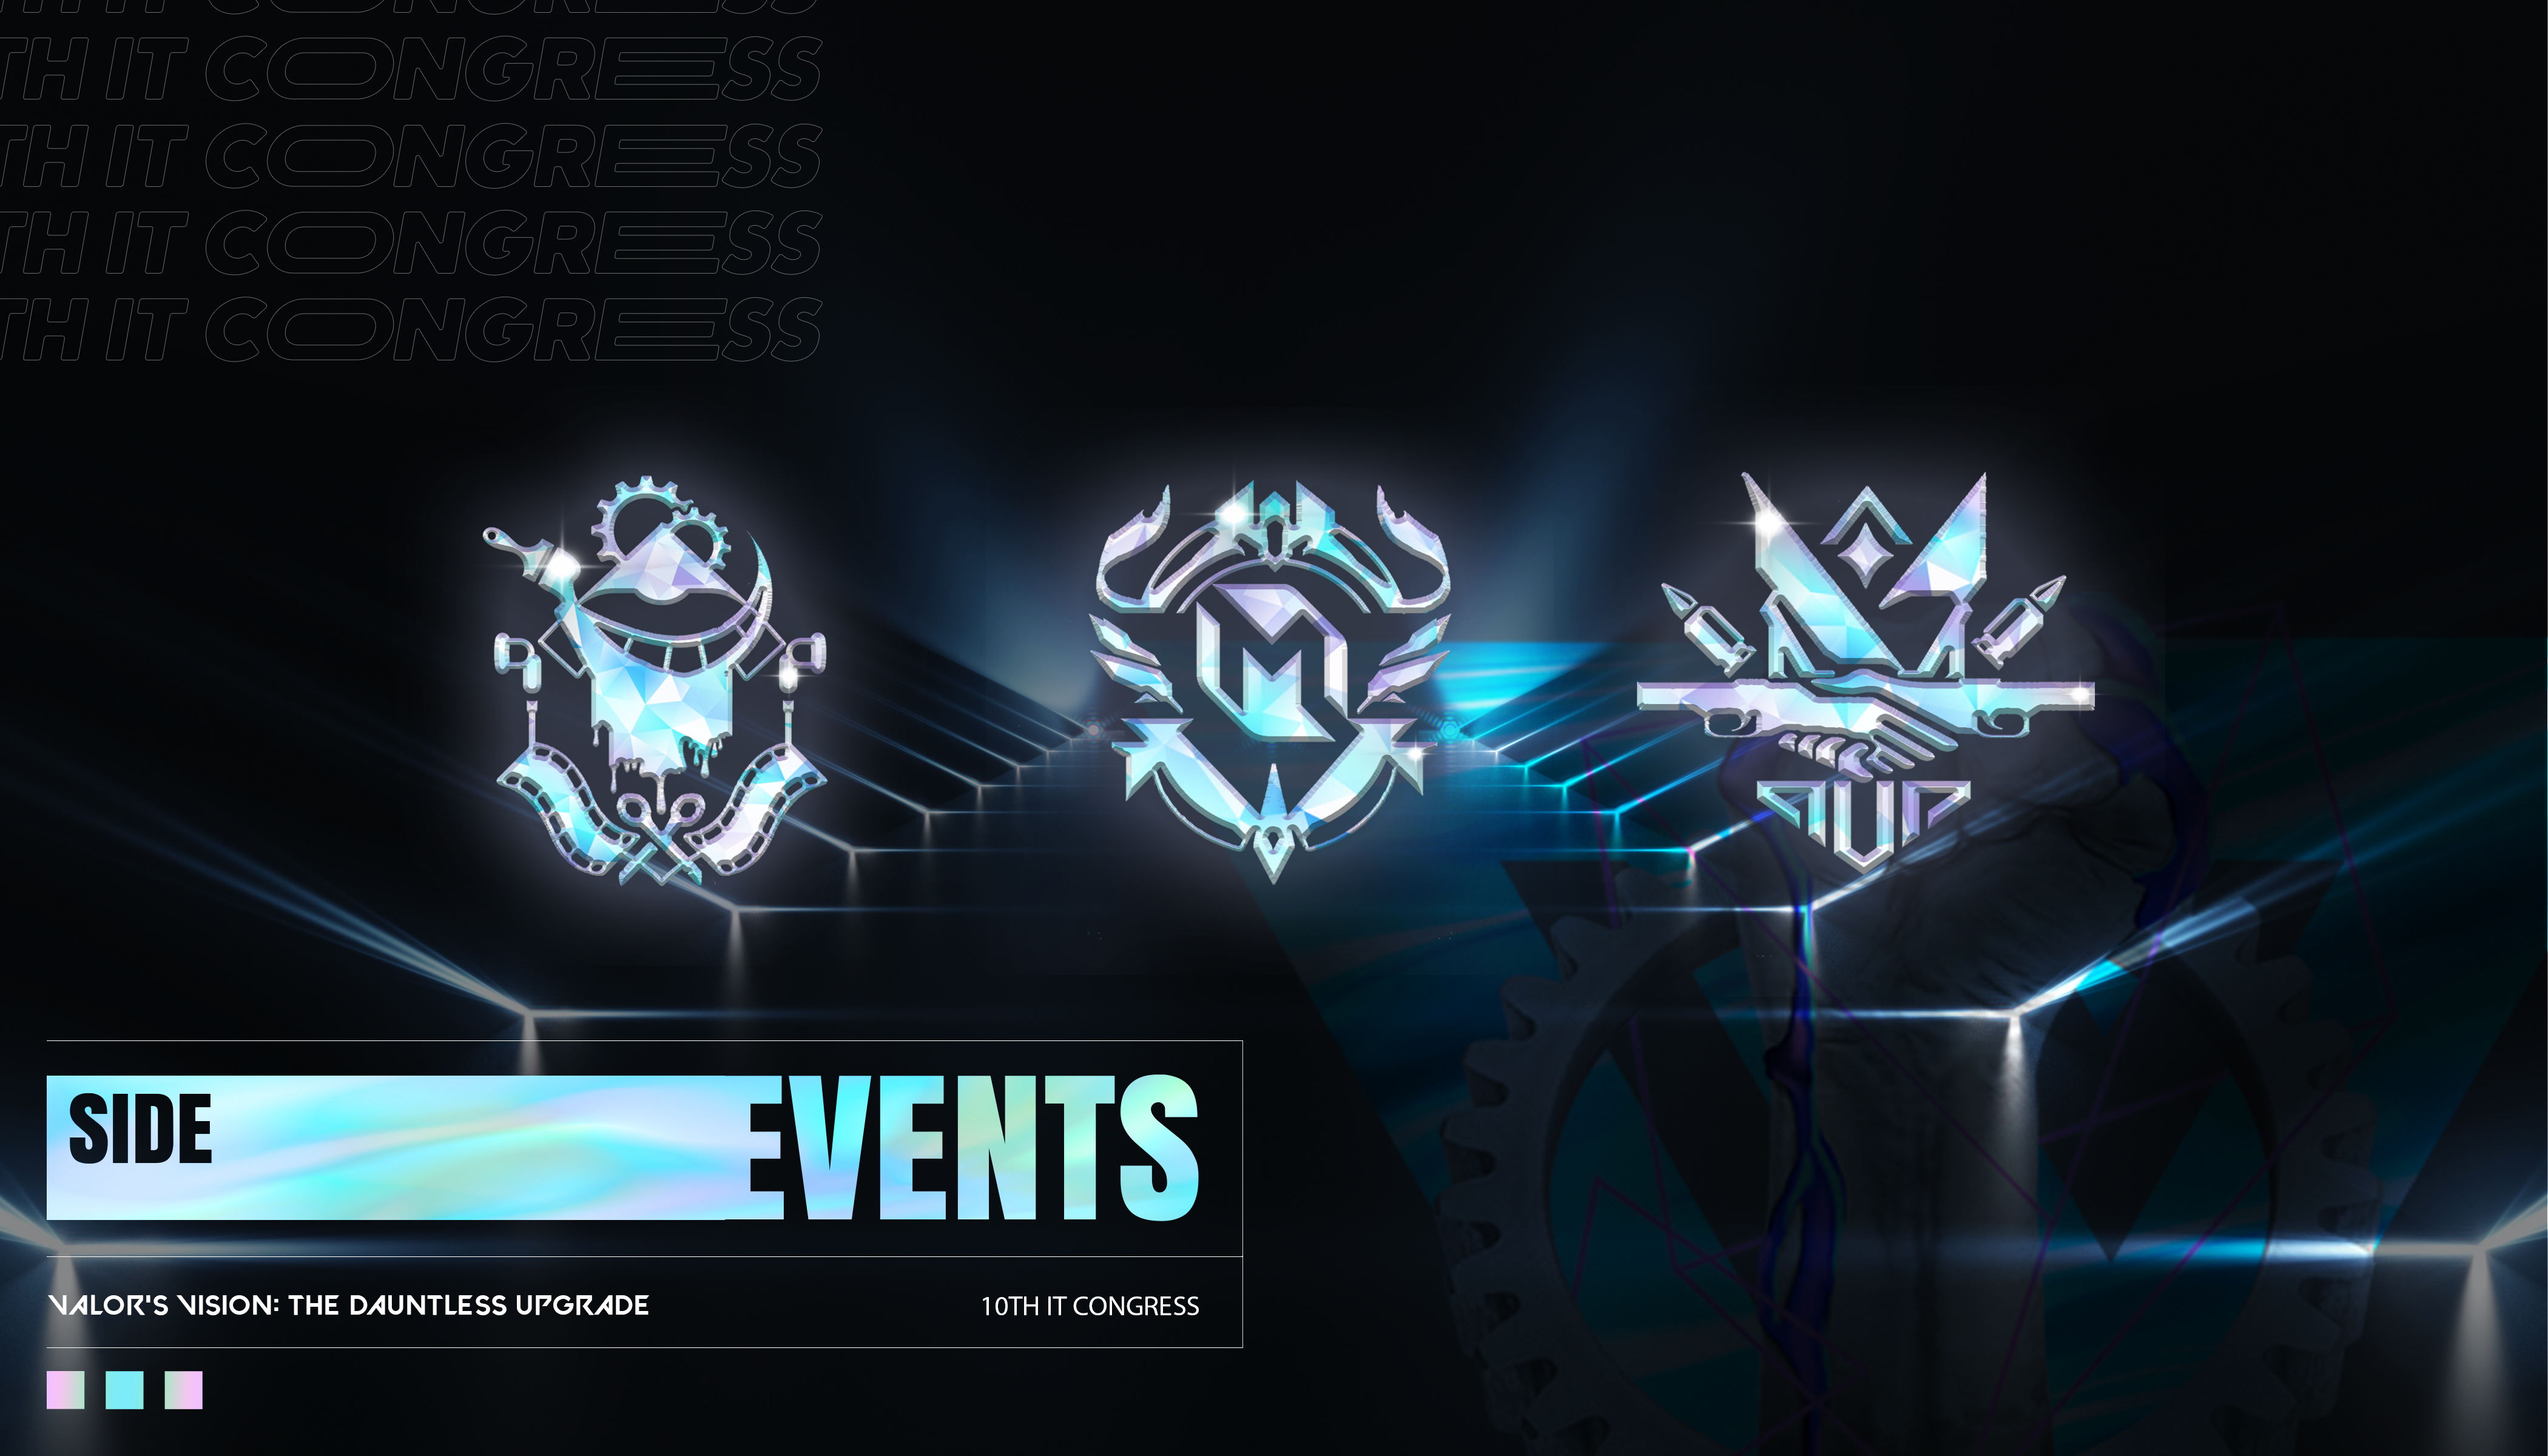 TH IT CONGRESS
TH IT CONGRESS
TH IT CONGRESS
TH IT CONGRESS
SIDE EVENTS
VALOR'S VISION: THE DAUNTLESS UPGRADE
10TH IT CONGRESS